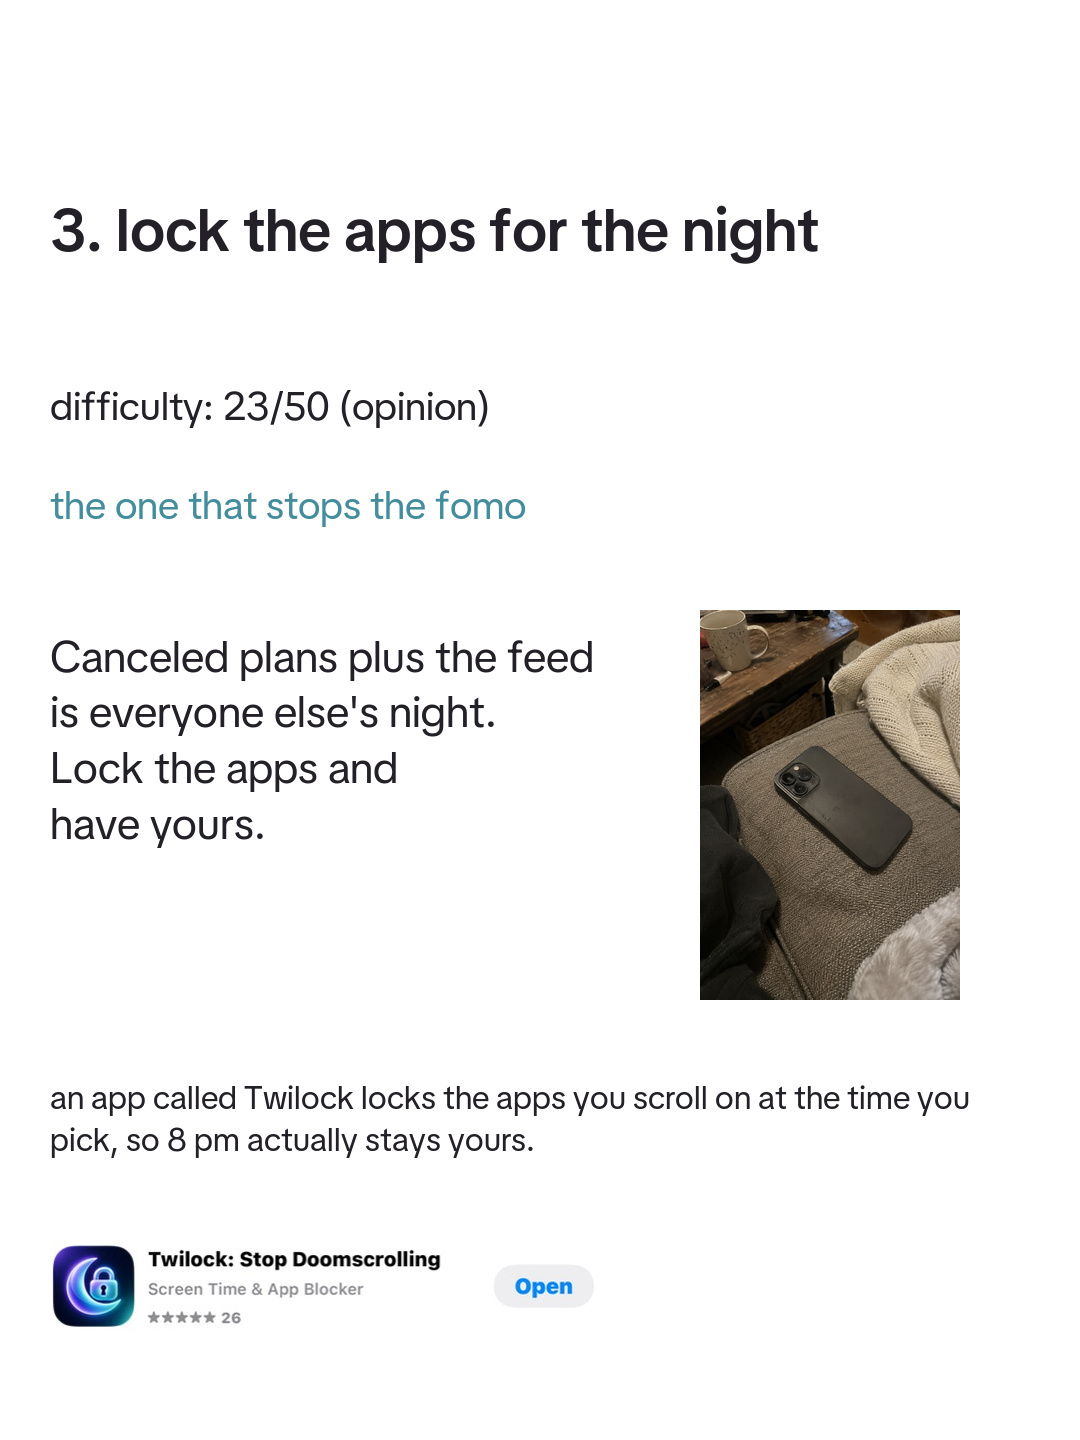 3. lock the apps for the night
difficulty: 23/50 (opinion)
the one that stops the fomo
Canceled plans plus the feed
is everyone else's night.
Lock the apps and
have yours.
an app called Twilock locks the apps you scroll on at the time you
pick, so 8 pm actually stays yours.
Twilock: Stop Doomscrolling
Screen Time & App Blocker
★★★★★ 26
Open